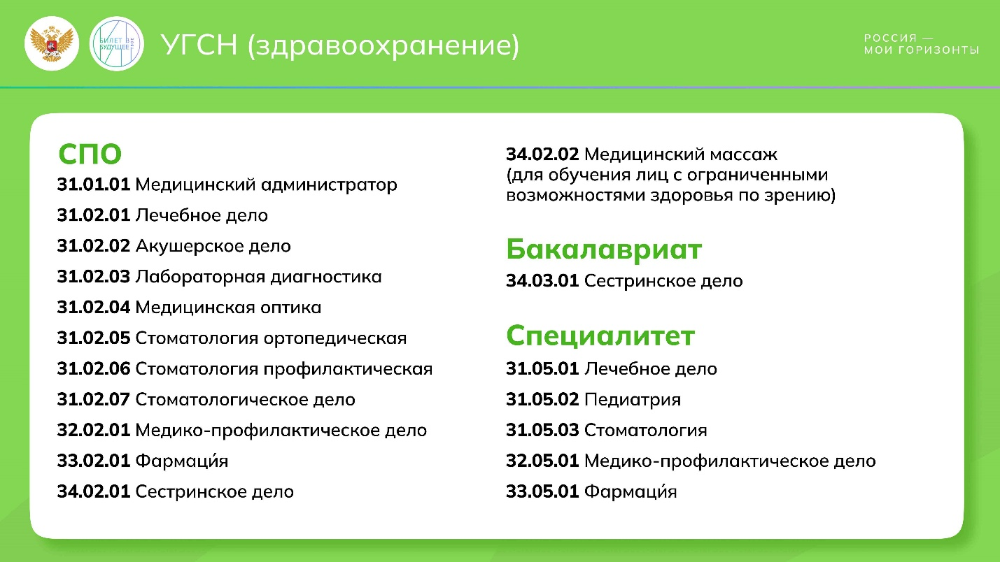 БИЛЕТ В
БУДУЩЕЕ
ТВОЁ
УГСН (здравоохранение)
РОССИЯ —
МОИ ГОРИЗОНТЫ
СПО
31.01.01 Медицинский администратор
31.02.01 Лечебное дело
31.02.02 Акушерское дело
31.02.03 Лабораторная диагностика
31.02.04 Медицинская оптика
31.02.05 Стоматология ортопедическая
31.02.06 Стоматология профилактическая
31.02.07 Стоматологическое дело
32.02.01 Медико-профилактическое дело
33.02.01 Фармаци́я
34.02.01 Сестринское дело
34.02.02 Медицинский массаж
(для обучения лиц с ограниченными
возможностями здоровья по зрению)
Бакалавриат
34.03.01 Сестринское дело
Специалитет
31.05.01 Лечебное дело
31.05.02 Педиатрия
31.05.03 Стоматология
32.05.01 Медико-профилактическое дело
33.05.01 Фармаци́я